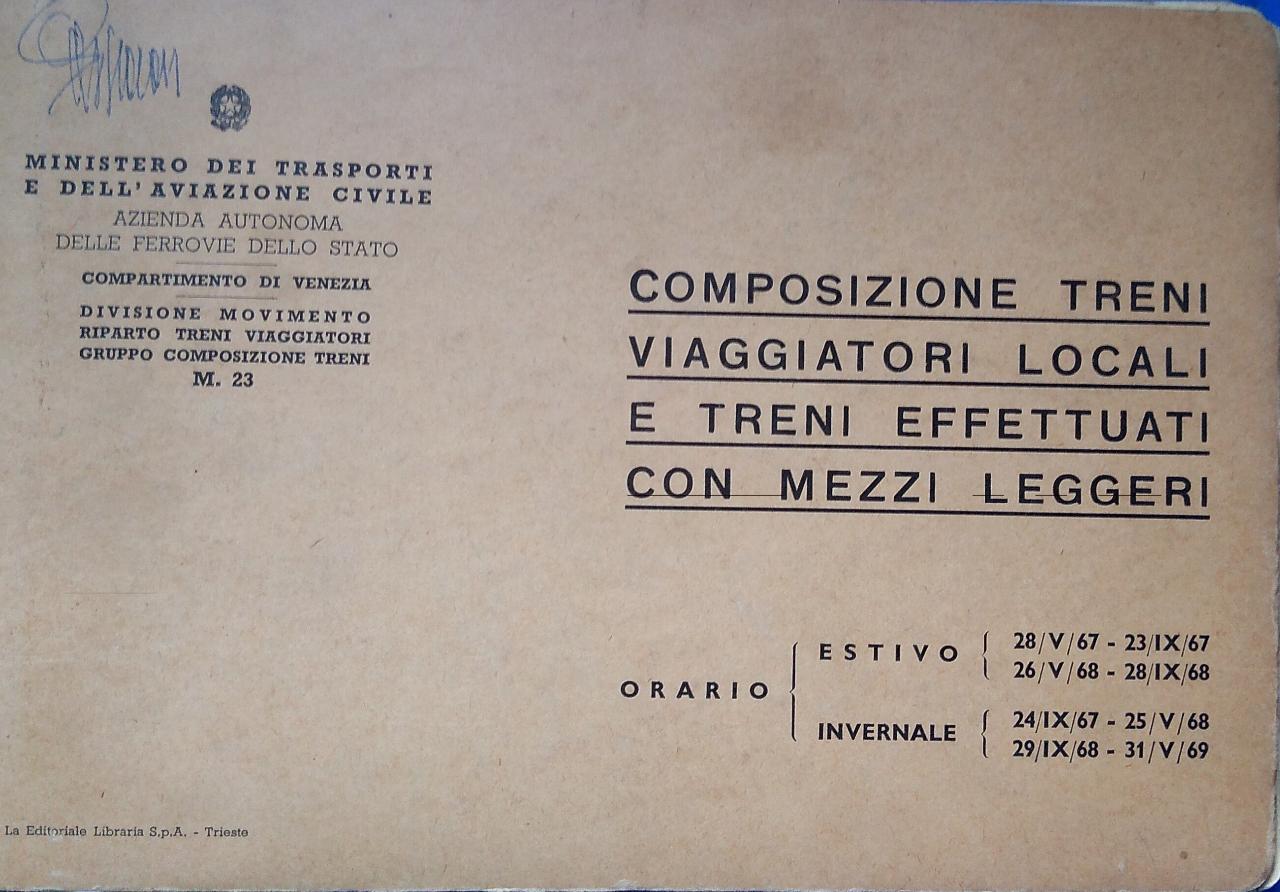 MINISTERO DEI TRASPORTI
E DELL'AVIAZIONE CIVILE
AZIENDA AUTONOMA
DELLE FERROVIE DELLO STATO
COMPARTIMENTO DI VENEZIA
DIVISIONE MOVIMENTO
RIPARTO TRENI VIAGGIATORI
GRUPPO COMPOSIZIONE TRENI
M. 23
COMPOSIZIONE TRENI
VIAGGIATORI LOCALI
E TRENI EFFETTUATI
CON MEZZI LEGGERI
ORARIO
ESTIVO
28/V/67 - 23/IX/67
26/V/68 - 28/IX/68
INVERNALE
24/IX/67 - 25/V/68
29/IX/68 - 31/V/69
La Editoriale Libraria S.p.A. - Trieste